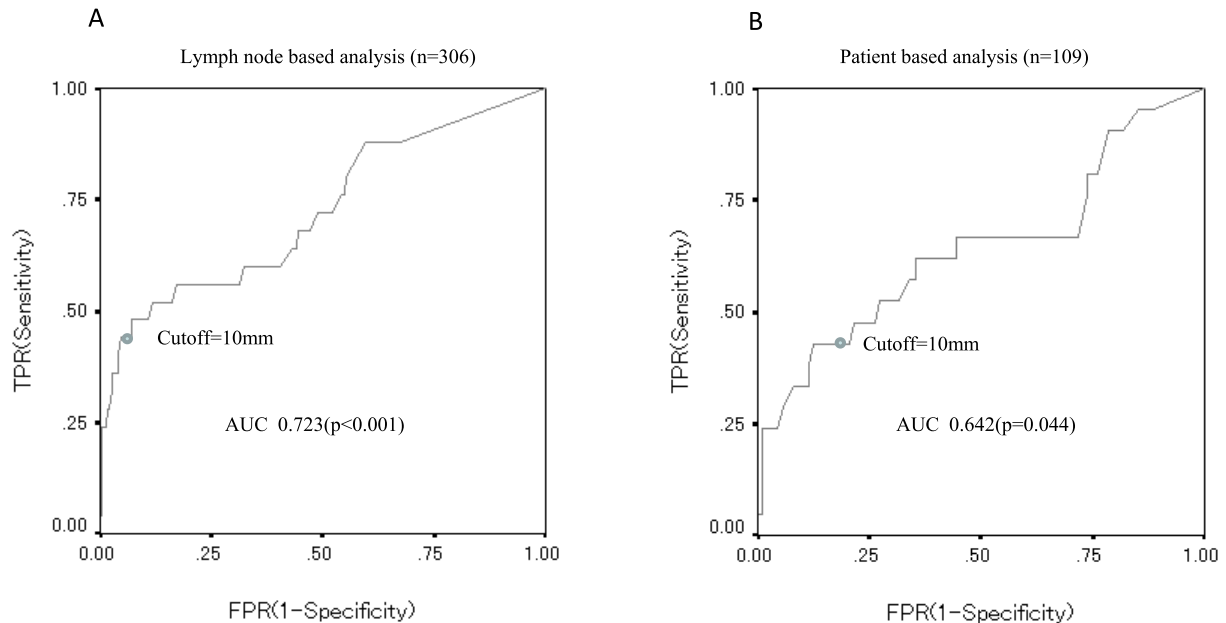 A
Lymph node based analysis (n=306)
1.00
.75
.50
.25
0.00
TPR(Sensitivity)
Cutoff=10mm
AUC 0.723(p<0.001)
0.00 .25 .50 .75 1.00
FPR(1-Specificity)
B
Patient based analysis (n=109)
1.00
.75
.50
.25
0.00
TPR(Sensitivity)
Cutoff=10mm
AUC 0.642(p=0.044)
0.00 .25 .50 .75 1.00
FPR(1-Specificity)